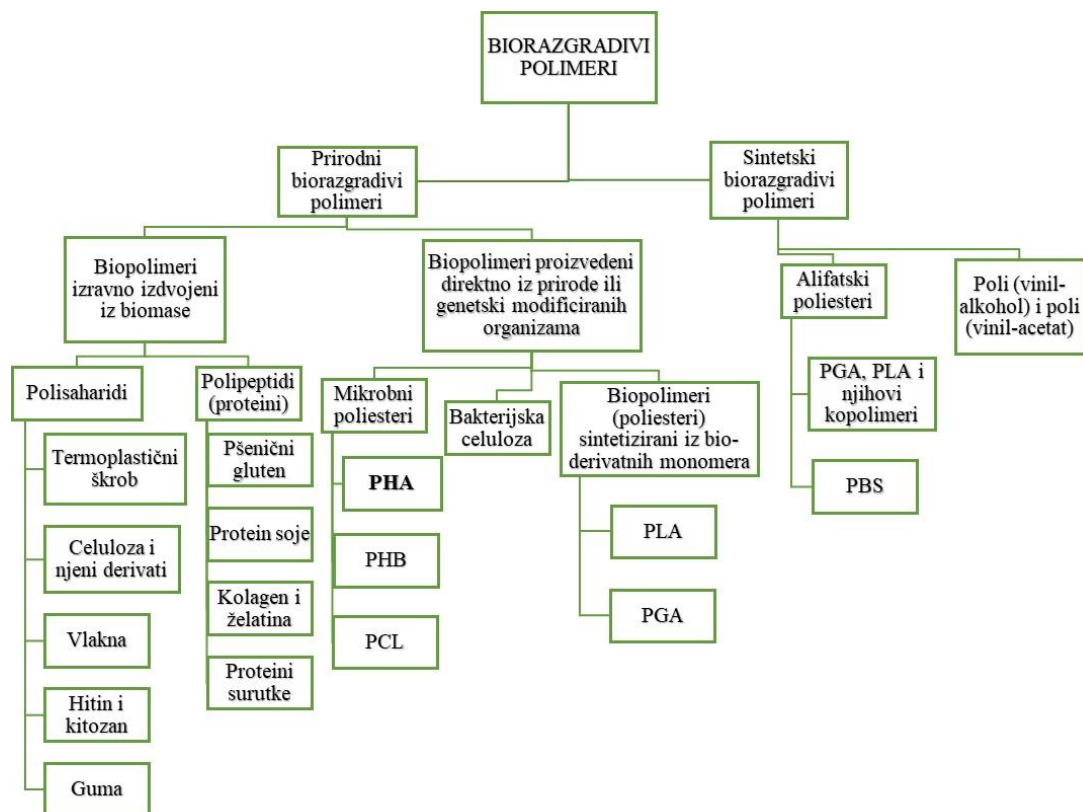 BIORAZGRADIVI
POLIMERI
Prirodni
biorazgradivi
polimeri
Sintetski
biorazgradivi
polimeri
Biopolimeri
izravno izdvojeni
iz biomase
Biopolimeri proizvedeni
direktno iz prirode ili
genetski modificiranih
organizama
Alifatski
poliesteri
Poli (vinil-
alkohol) i poli
(vinil-acetat)
Polisaharidi
Polipeptidi
(proteini)
Mikrobni
poliesteri
Bakterijska
celuloza
Biopolimeri
(poliesteri)
sintetizirani iz bio-
derivatnih monomera
PGA, PLA i
njihovi
kopolimeri
PBS
Termoplastični
škrob
Celuloza i
njeni derivati
Vlakna
Hitin i
kitozan
Guma
Pšenični
gluten
Protein soje
Kolagen i
želatina
Proteini
surutke
PHA
PHB
PCL
PLA
PGA